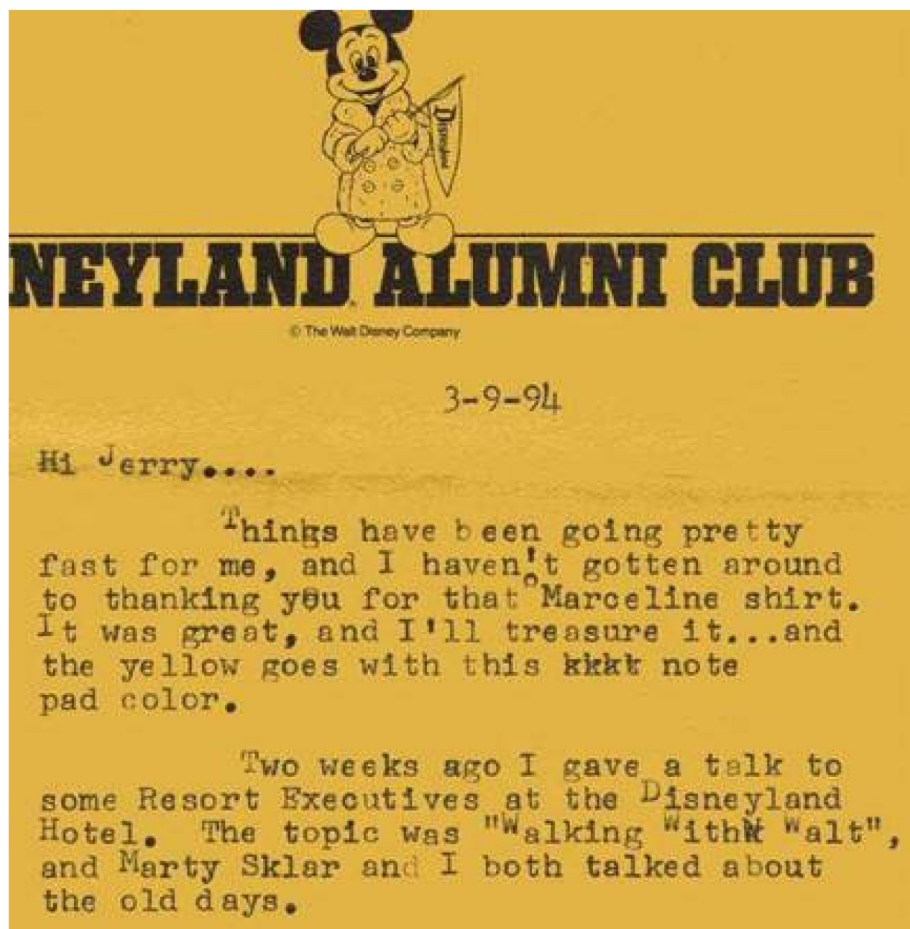 Disneyland
NEYLAND ALUMNI CLUB
© The Walt Disney Company
3-9-94
Hi Jerry....
Things have been going pretty
fast for me, and I haven't gotten around
to thanking you for that Marceline shirt.
It was great, and I'll treasure it...and
the yellow goes with this note
pad color.
Two weeks ago I gave a talk to
some Resort Executives at the Disneyland
Hotel. The topic was "Walking With Walt",
and Marty Sklar and I both talked about
the old days.